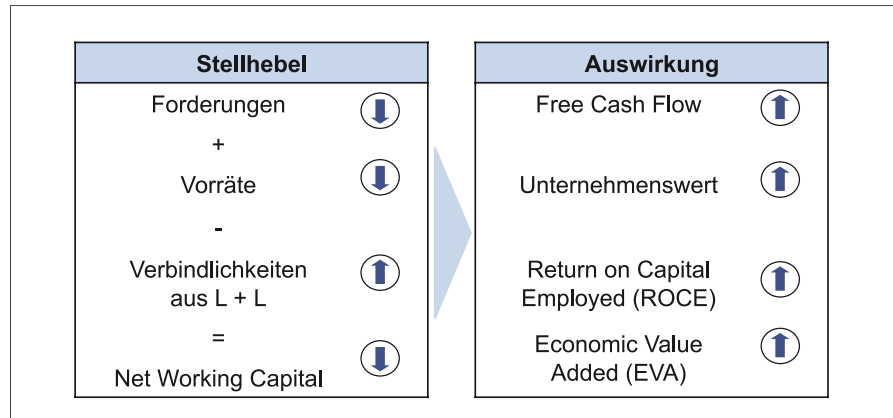 Stellhebel
Forderungen
+
Vorräte
-
Verbindlichkeiten
aus L + L
=
Net Working Capital
Auswirkung
Free Cash Flow
Unternehmenswert
Return on Capital
Employed (ROCE)
Economic Value
Added (EVA)